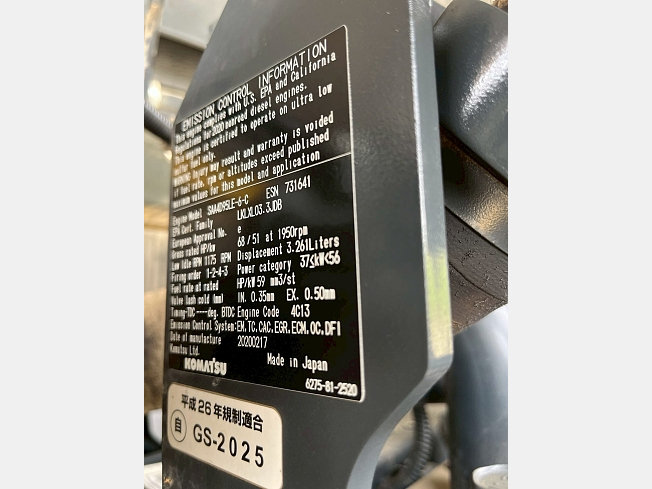 EMISSION CONTROL INFORMATION
This engine complies with U.S. EPA and California
Regulations for 2020 nonroad diesel engines.
This engine is certified to operate on ultra low
sulfur fuel only.
WARNING Injury may result and warranty is voided
if fuel rate, rpm or altitudes exceed published
maximum values for this model and application
Engine Model SAA4D95LE-6-C ESN 731641
EPA Cert. Family LKLXL03.3JDB
European Approval No. e
Gross rated HP/kW 68/51 at 1950rpm
Low Idle RPM 1175 RPM Displacement 3.261Liters
Firing order 1-2-4-3 Power category 37≤kW<56
Fuel rate at rated HP/kW 59 mm3/st
Valve lash cold (mm) IN. 0.35mm EX. 0.50mm
Timing-TDC ----deg. BTDC Engine Code 4C13
Emission Control System:EM,TC,CAC,EGR,ECM,OC,DFI
Date of manufacture 20200217
Komatsu Ltd. Made in Japan
KOMATSU 6275-81-2520
平成26年規制適合
自 GS-2025